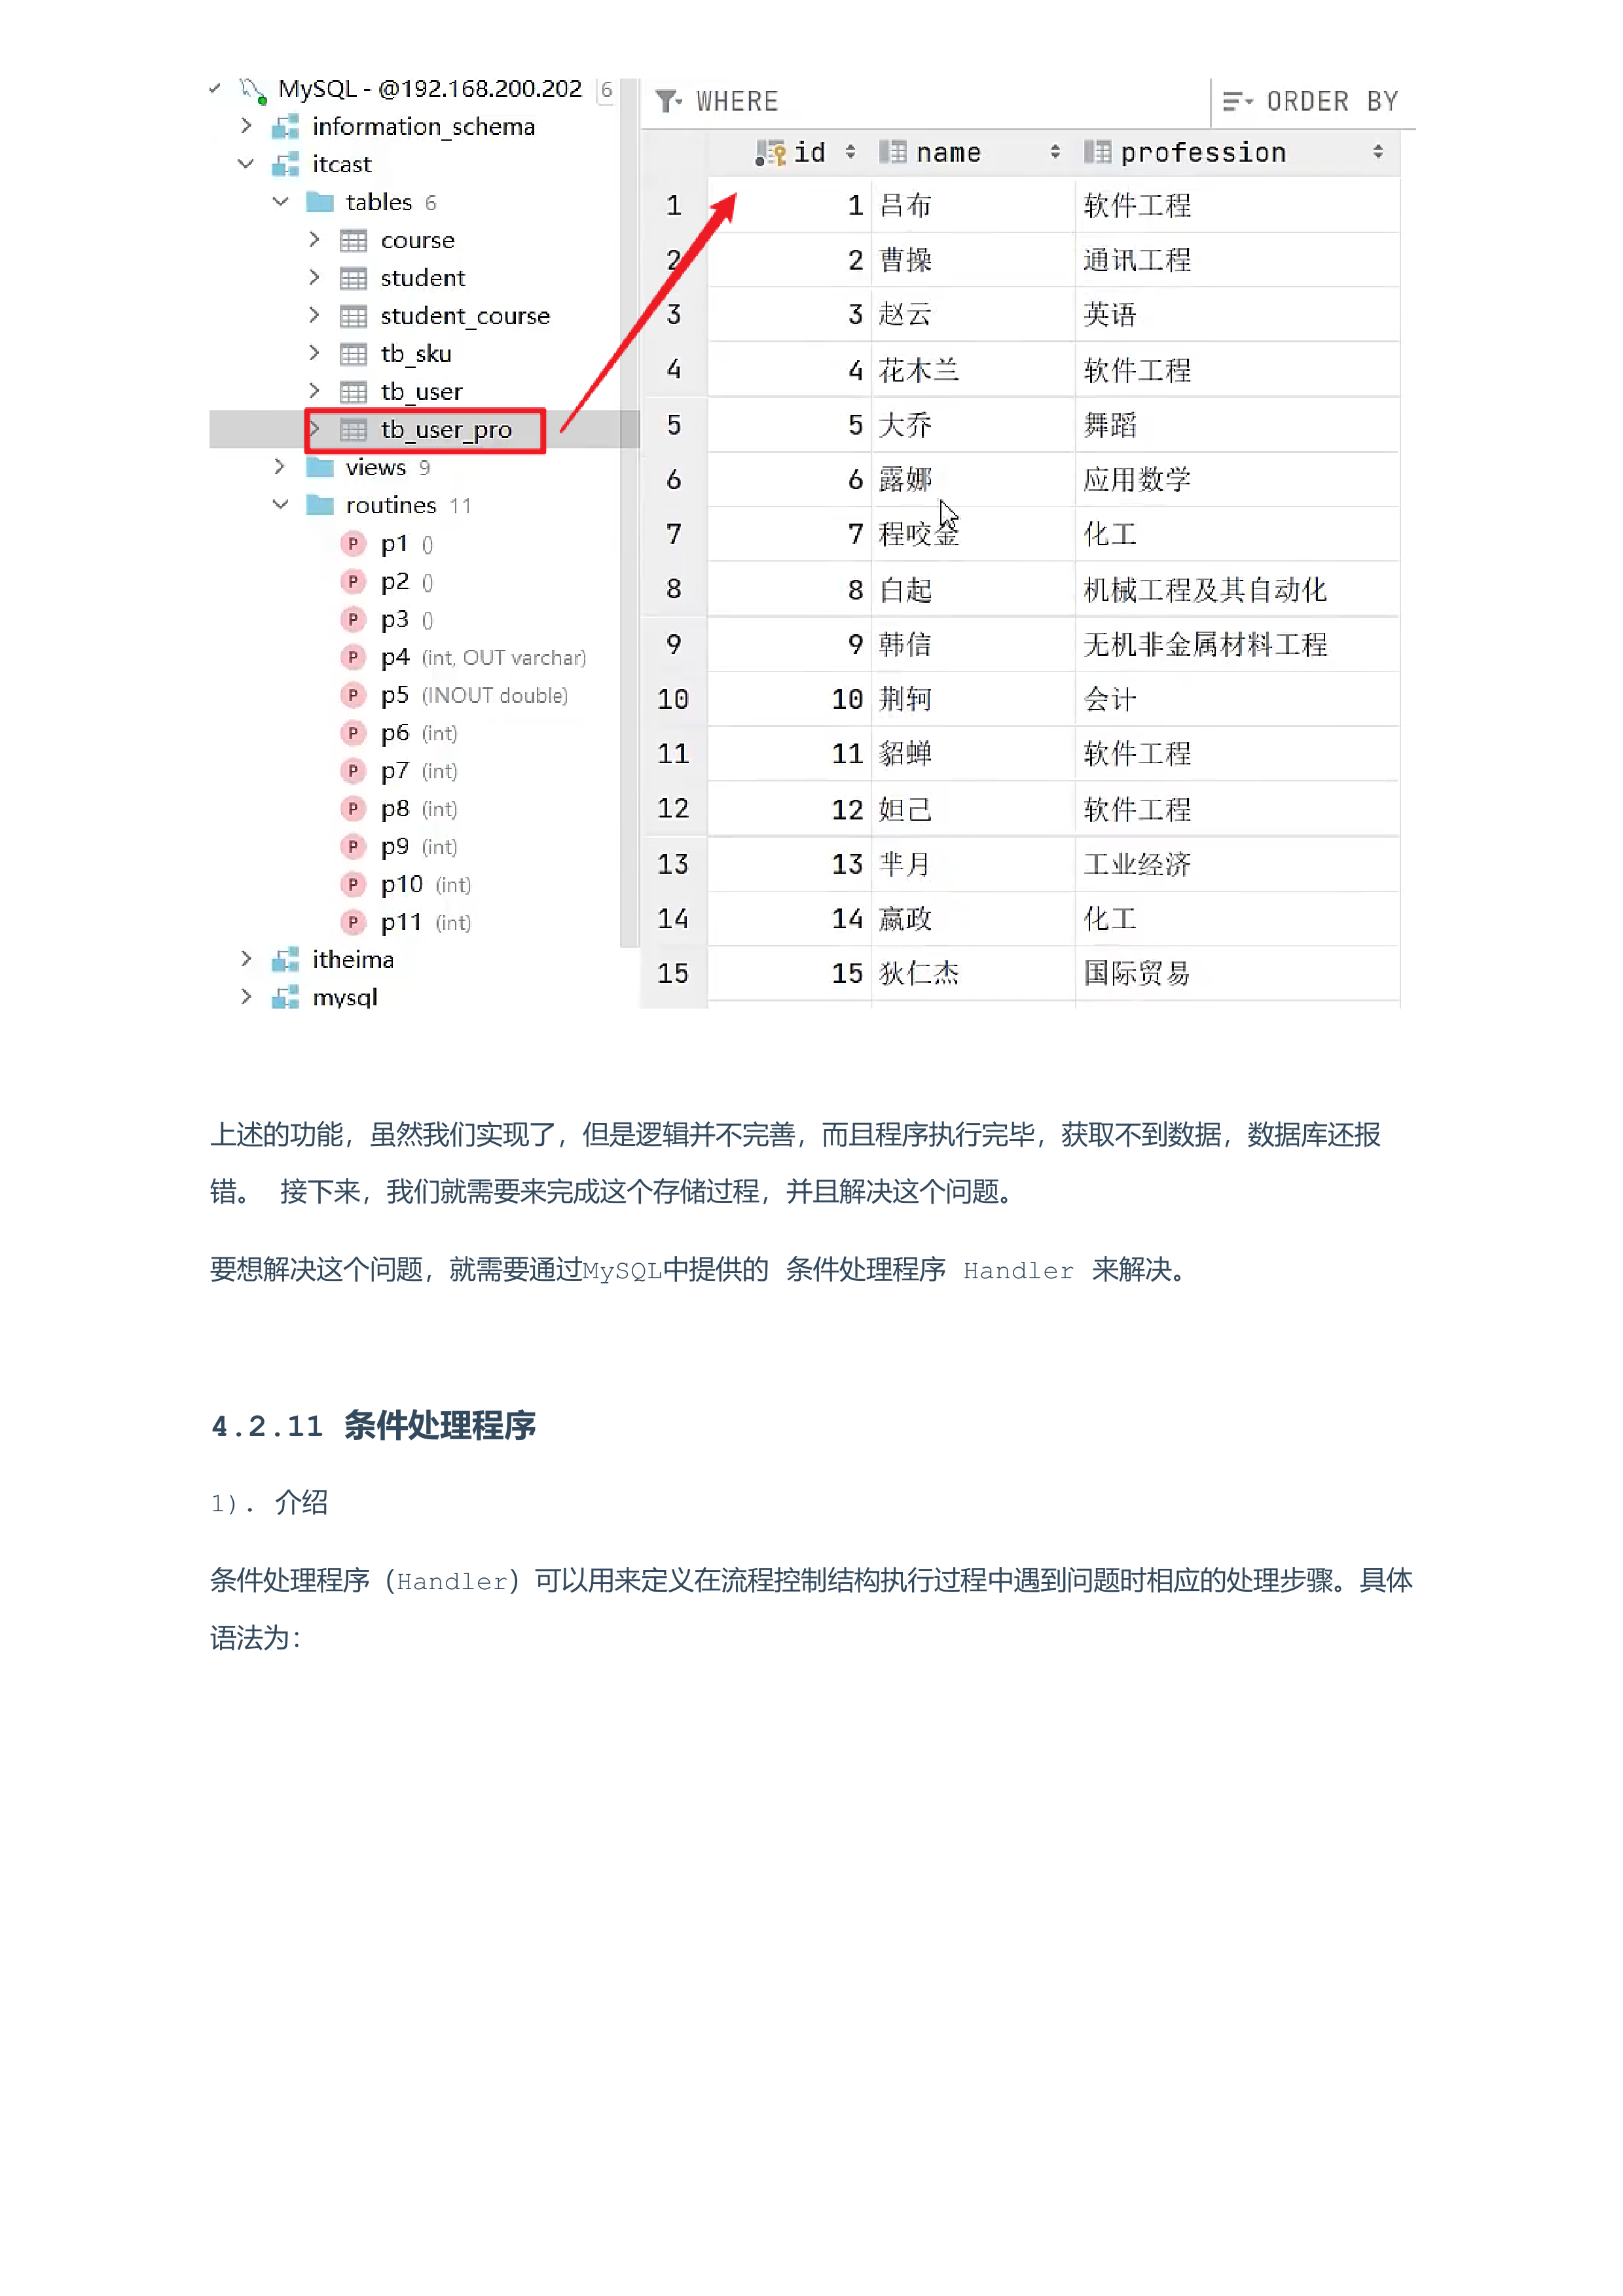 MySQL - @192.168.200.202 6
information_schema
itcast
tables 6
course
student
student_course
tb_sku
tb_user
tb_user_pro
views 9
routines 11
P p1 ()
P p2 ()
P p3 ()
P p4 (int, OUT varchar)
P p5 (INOUT double)
P p6 (int)
P p7 (int)
P p8 (int)
P p9 (int)
P p10 (int)
P p11 (int)
itheima
mysql
WHERE ORDER BY
id name profession
1 1 吕布 软件工程
2 2 曹操 通讯工程
3 3 赵云 英语
4 4 花木兰 软件工程
5 5 大乔 舞蹈
6 6 露娜 应用数学
7 7 程咬金 化工
8 8 白起 机械工程及其自动化
9 9 韩信 无机非金属材料工程
10 10 荆轲 会计
11 11 貂蝉 软件工程
12 12 妲己 软件工程
13 13 芈月 工业经济
14 14 嬴政 化工
15 15 狄仁杰 国际贸易
上述的功能，虽然我们实现了，但是逻辑并不完善，而且程序执行完毕，获取不到数据，数据库还报
错。 接下来，我们就需要来完成这个存储过程，并且解决这个问题。
要想解决这个问题，就需要通过MySQL中提供的 条件处理程序 Handler 来解决。
4.2.11 条件处理程序
1). 介绍
条件处理程序（Handler）可以用来定义在流程控制结构执行过程中遇到问题时相应的处理步骤。具体
语法为：